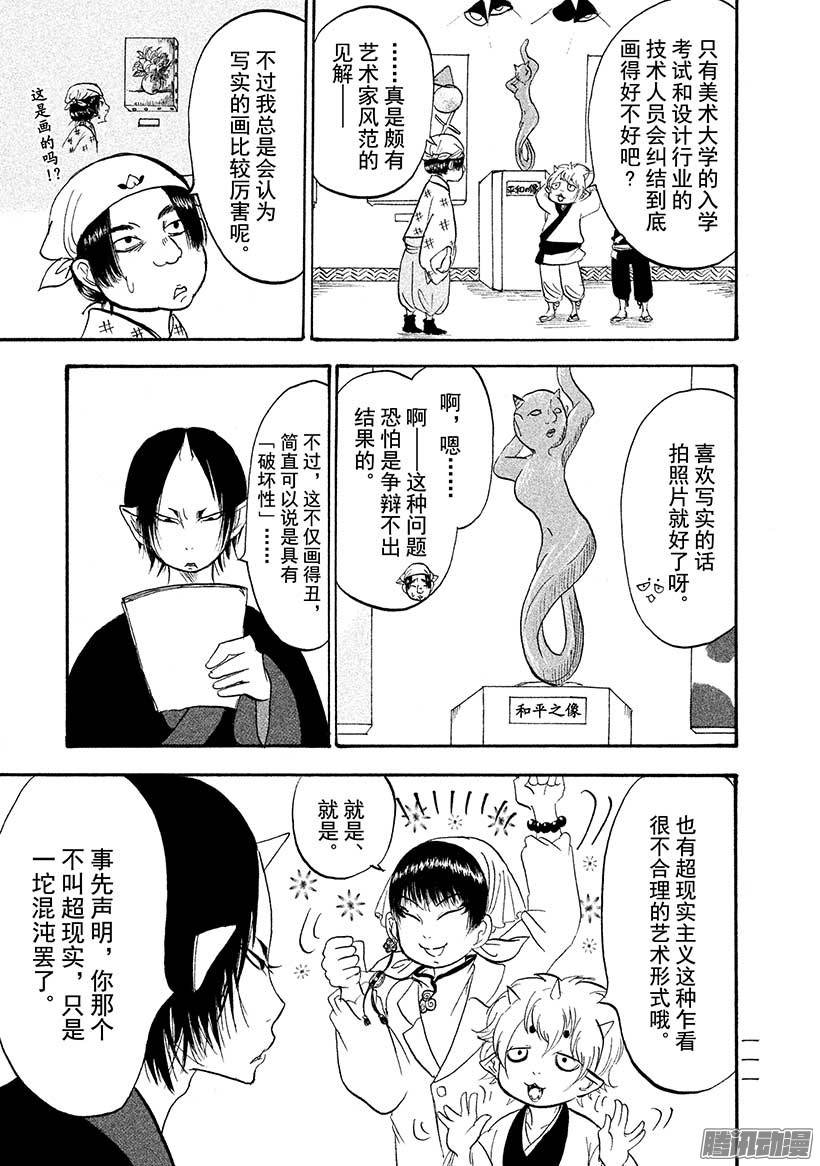 只有美术大学的入学
考试和设计行业的
技术人员会纠结到底
画得好不好吧?
……真是颇有
艺术家风范的
见解——
平和の像
不过我总是会认为
写实的画比较厉害呢。
这是画的吗!?
喜欢写实的话
拍照片就好了呀。
啊,嗯……
啊——这种问题
恐怕是争辩不出
结果的。
和平之像
不过,这不仅画得丑,
简直可以说是具有
「破坏性」……
也有超现实主义这种乍看
很不合理的艺术形式哦。
就是、
就是。
事先声明,你那个
不叫超现实,只是
一坨混沌罢了。
一一一
腾讯动漫